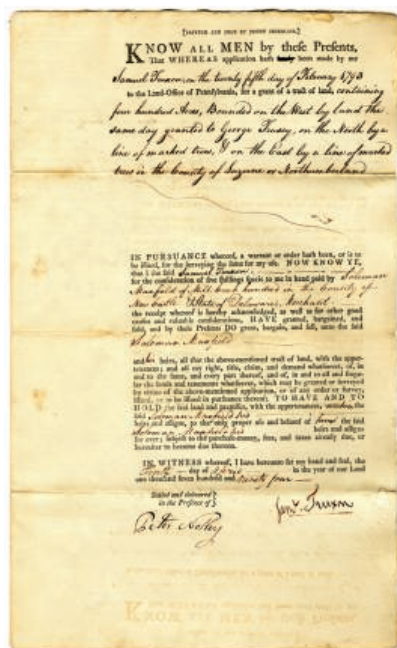 [PRINTED AND SOLD BY
KNOW ALL MEN by these Presents,
That WHEREAS application hath been made by me
Samuel Truxon, on the twenty fifth day of February 1793
to the Land-Office of Pennsylvania, for a grant of a tract of land, containing
four hundred Acres, Bounded on the West by land the
same day granted to George on the North by a
line of marked trees, & on the East by a line of marked
trees in the County of Luzerne or Northumberland
IN PURSUANCE whereof, a warrant or order hath been, or is to
be issued, for the surveying the same for my use. NOW KNOW YE,
that I the said Samuel Truxon
for the consideration of five shillings specie to me in hand paid by Solomon
Maxfield of Mill Creek hundred in the County of
New Castle & State of Delaware, Merchant
the receipt whereof is hereby acknowledged, as well as for other good
causes and valuable considerations, HAVE granted, bargained, and
sold, and by these Presents DO grant, bargain, and sell, unto the said
Solomon Maxfield
and his heirs, all that the above-mentioned tract of land, with the appur-
tenances; and all my right, title, claim, and demand whatsoever, of, in
and to the same, and every part thereof, and of, in and to all and singu-
lar the lands and tenements whatsoever, which may be granted or surveyed
by virtue of the above-mentioned application, or of any order or survey,
issued, or to be issued in pursuance thereof: TO HAVE AND TO
HOLD the said land and premises, with the appurtenances, the
said Solomon Maxfield his
heirs and assigns, to the only proper use and behoof of the said
Solomon Maxfield his heirs and assigns
for ever; subject to the purchase-money, fees, and taxes already due, or
hereafter to become due thereon.
IN WITNESS whereof, I have hereunto set my hand and seal, the
day of in the year of our Lord
one thousand seven hundred and ninety four
Sealed and delivered
in the Presence of
Saml. Truxon
Peter